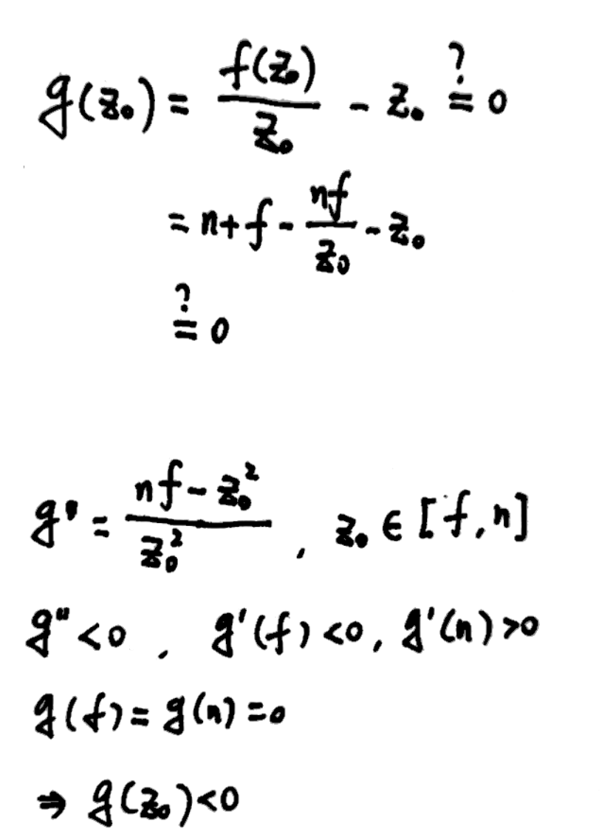 g(z₀) = f(z₀)/z₀ - z₀ ≟ 0
= n+f - nf/z₀ - z₀
≟ 0
g' = (nf - z₀²)/z₀² , z₀ ∈ [f, n]
g" < 0 , g'(f) < 0, g'(n) > 0
g(f) = g(n) = 0
⇒ g(z₀) < 0